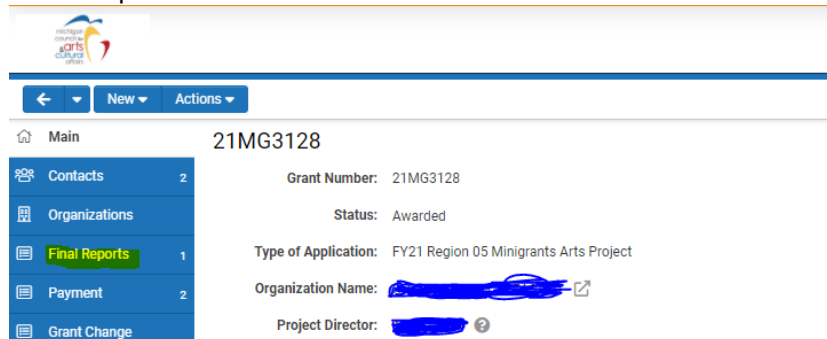 michigan
council for
arts
&
cultural
affairs
New Actions
Main
21MG3128
Contacts 2
Grant Number: 21MG3128
Organizations
Status: Awarded
Final Reports 1
Type of Application: FY21 Region 05 Minigrants Arts Project
Payment 2
Organization Name:
Grant Change
Project Director: